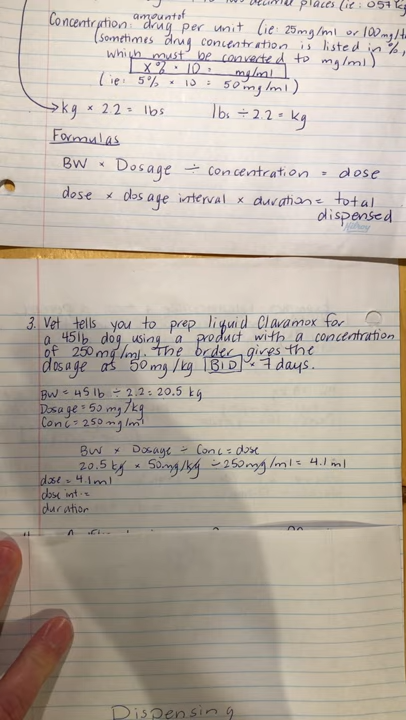 decimal places (ie: 0.57kg
Concentration: amount of drug per unit (ie: 25mg/ml or 100mg/t
(sometimes drug concentration is listed in %,
which must be converted to mg/ml)
X% × 10 = mg/ml
(ie: 5% × 10 = 50mg/ml)
kg × 2.2 = lbs lbs ÷ 2.2 = kg
Formulas
BW × Dosage ÷ concentration = dose
dose × dosage interval × duration = total
dispensed
3. Vet tells you to prep liquid Clavamox for
a 45lb dog using a product with a concentration
of 250mg/ml. The order gives the
dosage as 50mg/kg BID × 7 days.
BW = 45 lb ÷ 2.2 = 20.5 kg
Dosage = 50 mg/kg
Conc = 250 mg/ml
BW × Dosage ÷ Conc = dose
20.5 kg × 50mg/kg ÷ 250mg/ml = 4.1 ml
dose = 4.1ml
dose int. =
duration
Dispensing